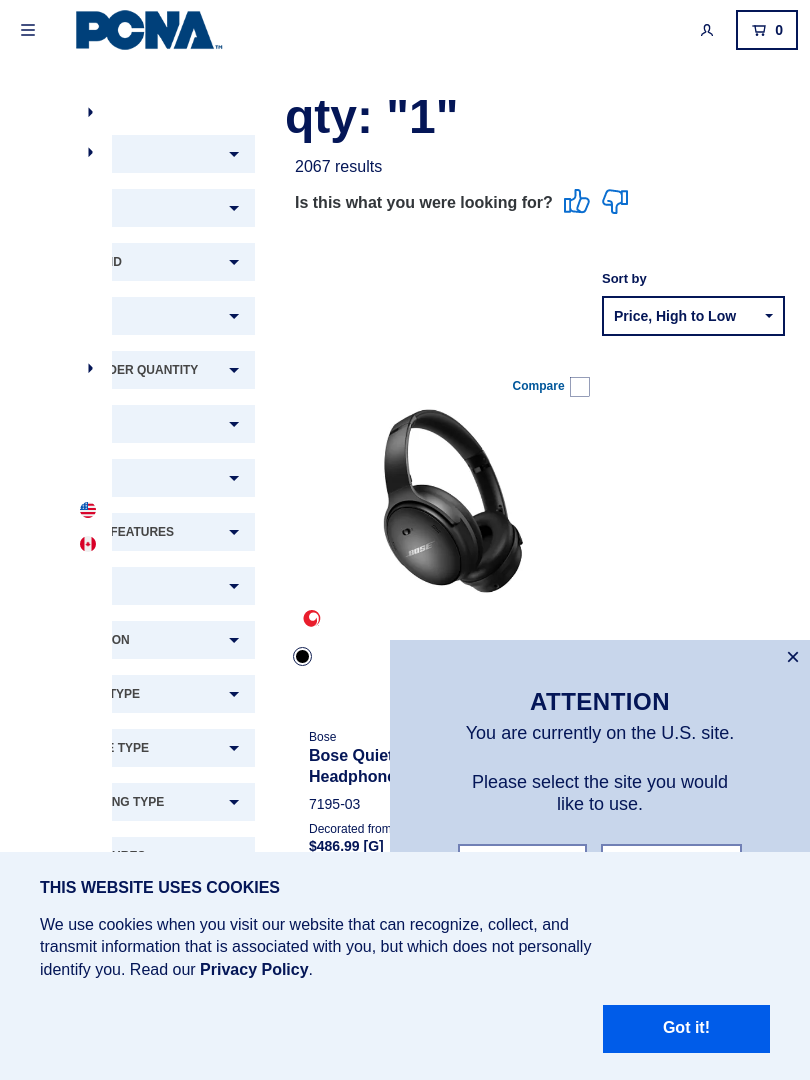 PCNA™
0
qty: "1"
2067 results
Is this what you were looking for?
Sort by
Price, High to Low
Compare
DER QUANTITY
FEATURES
ON
TYPE
E TYPE
NG TYPE
BOSE
Bose
Bose Quiet
Headphone
7195-03
Decorated from
$486.99 [G]
×
ATTENTION
You are currently on the U.S. site.
Please select the site you would
like to use.
THIS WEBSITE USES COOKIES
We use cookies when you visit our website that can recognize, collect, and
transmit information that is associated with you, but which does not personally
identify you. Read our Privacy Policy.
Got it!